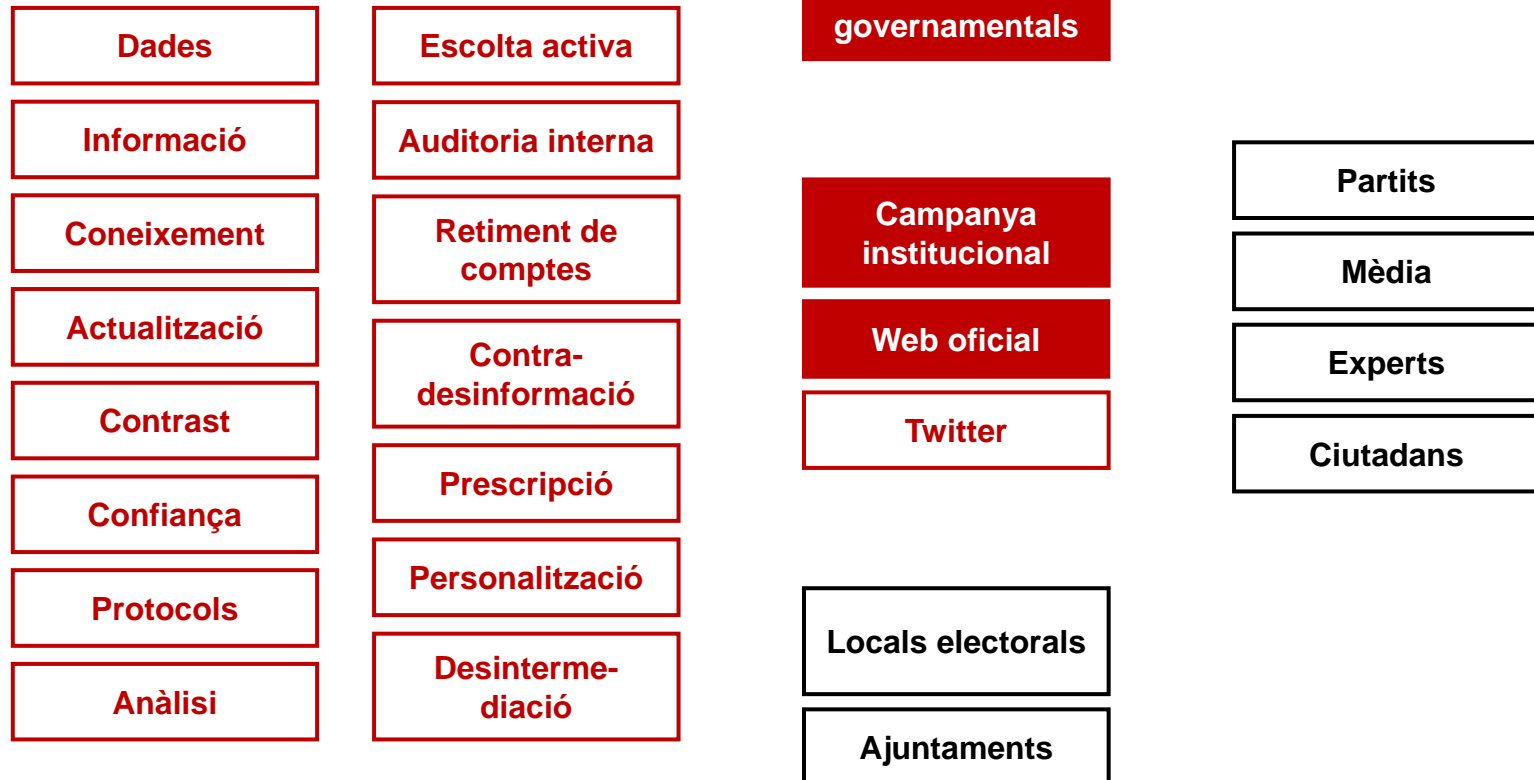 Dades
Informació
Coneixement
Actualització
Contrast
Confiança
Protocols
Anàlisi
Escolta activa
Auditoria interna
Retiment de
comptes
Contra-
desinformació
Prescripció
Personalització
Desinterme-
diació
governamentals
Campanya
institucional
Web oficial
Twitter
Locals electorals
Ajuntaments
Partits
Mèdia
Experts
Ciutadans